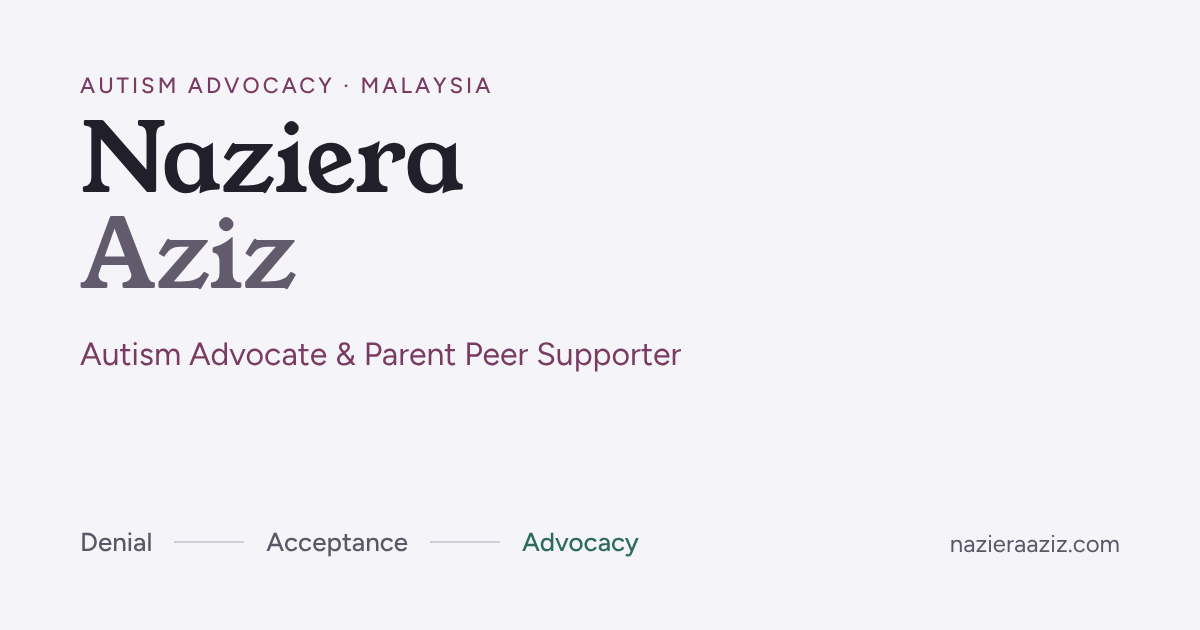 AUTISM ADVOCACY · MALAYSIA
Naziera
Aziz
Autism Advocate & Parent Peer Supporter
Denial Acceptance Advocacy
nazieraaziz.com